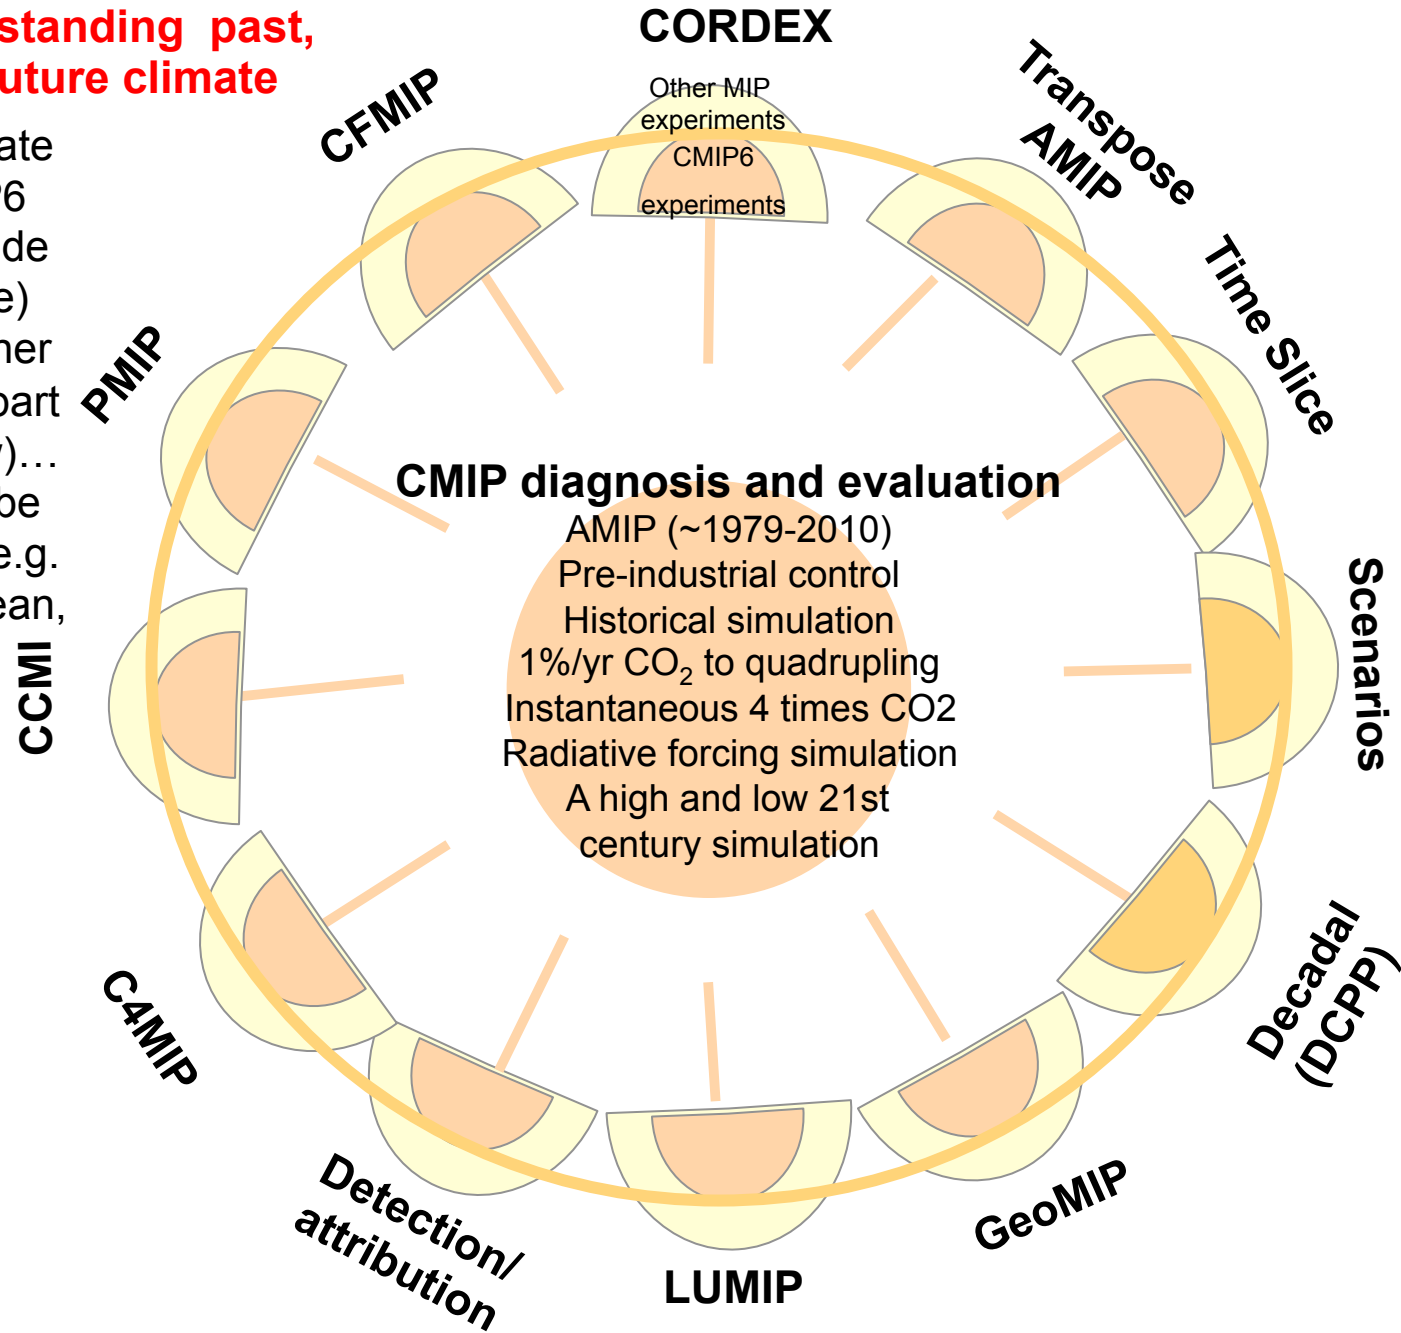 standing past,
uture climate
ate
6
de
e)
her
part
)…
be
e.g.
ean,
CORDEX
Other MIP
experiments
CMIP6
experiments
Transpose
AMIP
Time Slice
Scenarios
Decadal
(DCPP)
GeoMIP
LUMIP
Detection/
attribution
C4MIP
CCMI
PMIP
CFMIP
CMIP diagnosis and evaluation
AMIP (~1979-2010)
Pre-industrial control
Historical simulation
1%/yr CO₂ to quadrupling
Instantaneous 4 times CO2
Radiative forcing simulation
A high and low 21st
century simulation